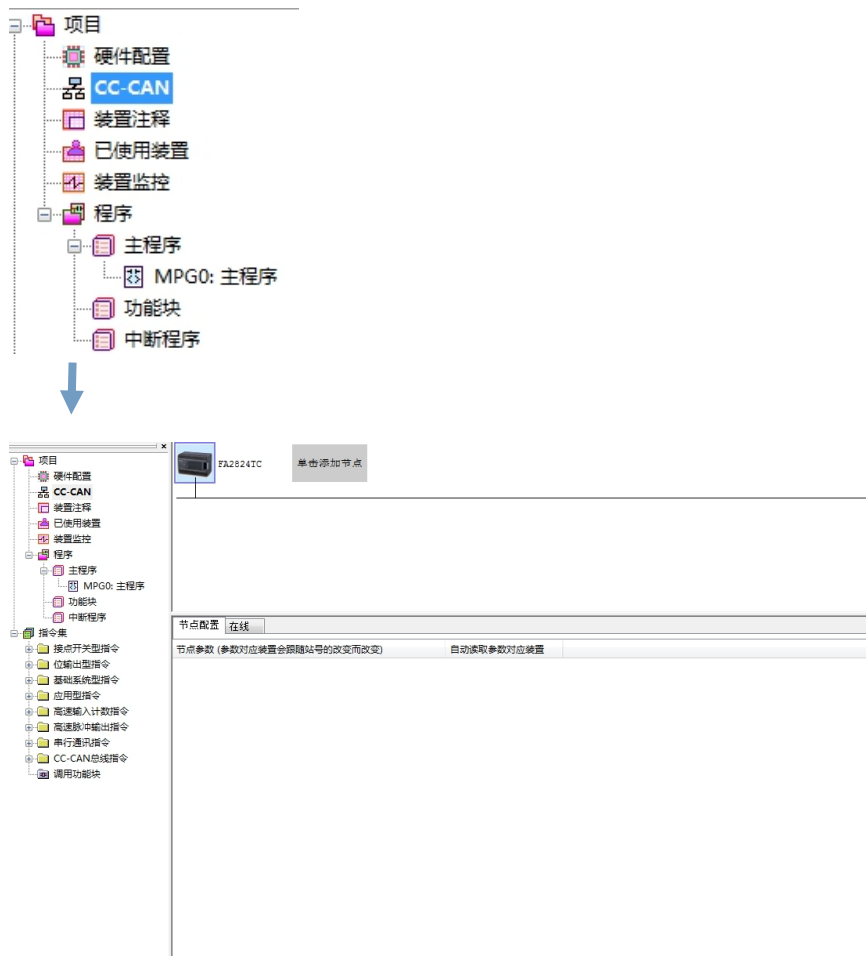 项目
硬件配置
CC-CAN
装置注释
已使用装置
装置监控
程序
主程序
MPG0: 主程序
功能块
中断程序
项目
硬件配置
CC-CAN
装置注释
已使用装置
装置监控
程序
主程序
MPG0: 主程序
功能块
中断程序
指令集
接点开关型指令
位输出型指令
基础系统型指令
应用型指令
高速输入计数指令
高速脉冲输出指令
串行通讯指令
CC-CAN总线指令
调用功能块
FA2824TC 单击添加节点
节点配置 在线
节点参数 (参数对应装置会跟随站号的改变而改变) 自动读取参数对应装置